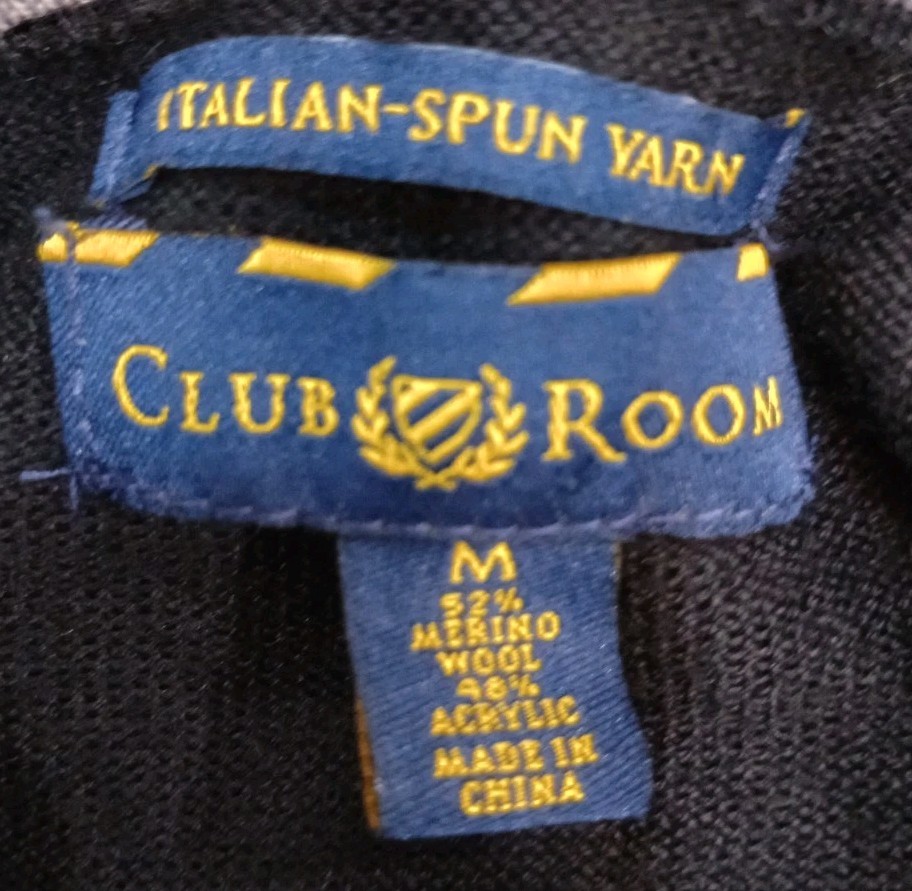 ITALIAN-SPUN YARN
CLUB ROOM
M
52%
MERINO
WOOL
48%
ACRYLIC
MADE IN
CHINA